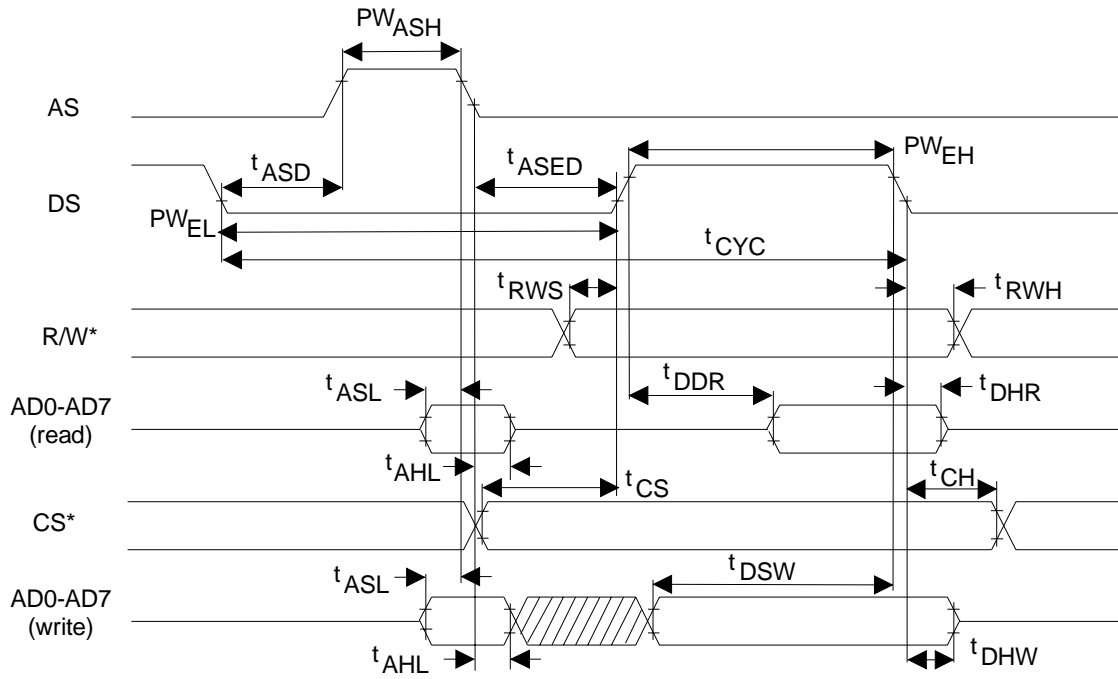 PWASH
AS
tASD
tASED
PWEH
DS
PWEL
tCYC
tRWS
tRWH
R/W*
tASL
tDDR
tDHR
AD0-AD7
(read)
tAHL
tCS
tCH
CS*
tASL
tDSW
AD0-AD7
(write)
tAHL
tDHW